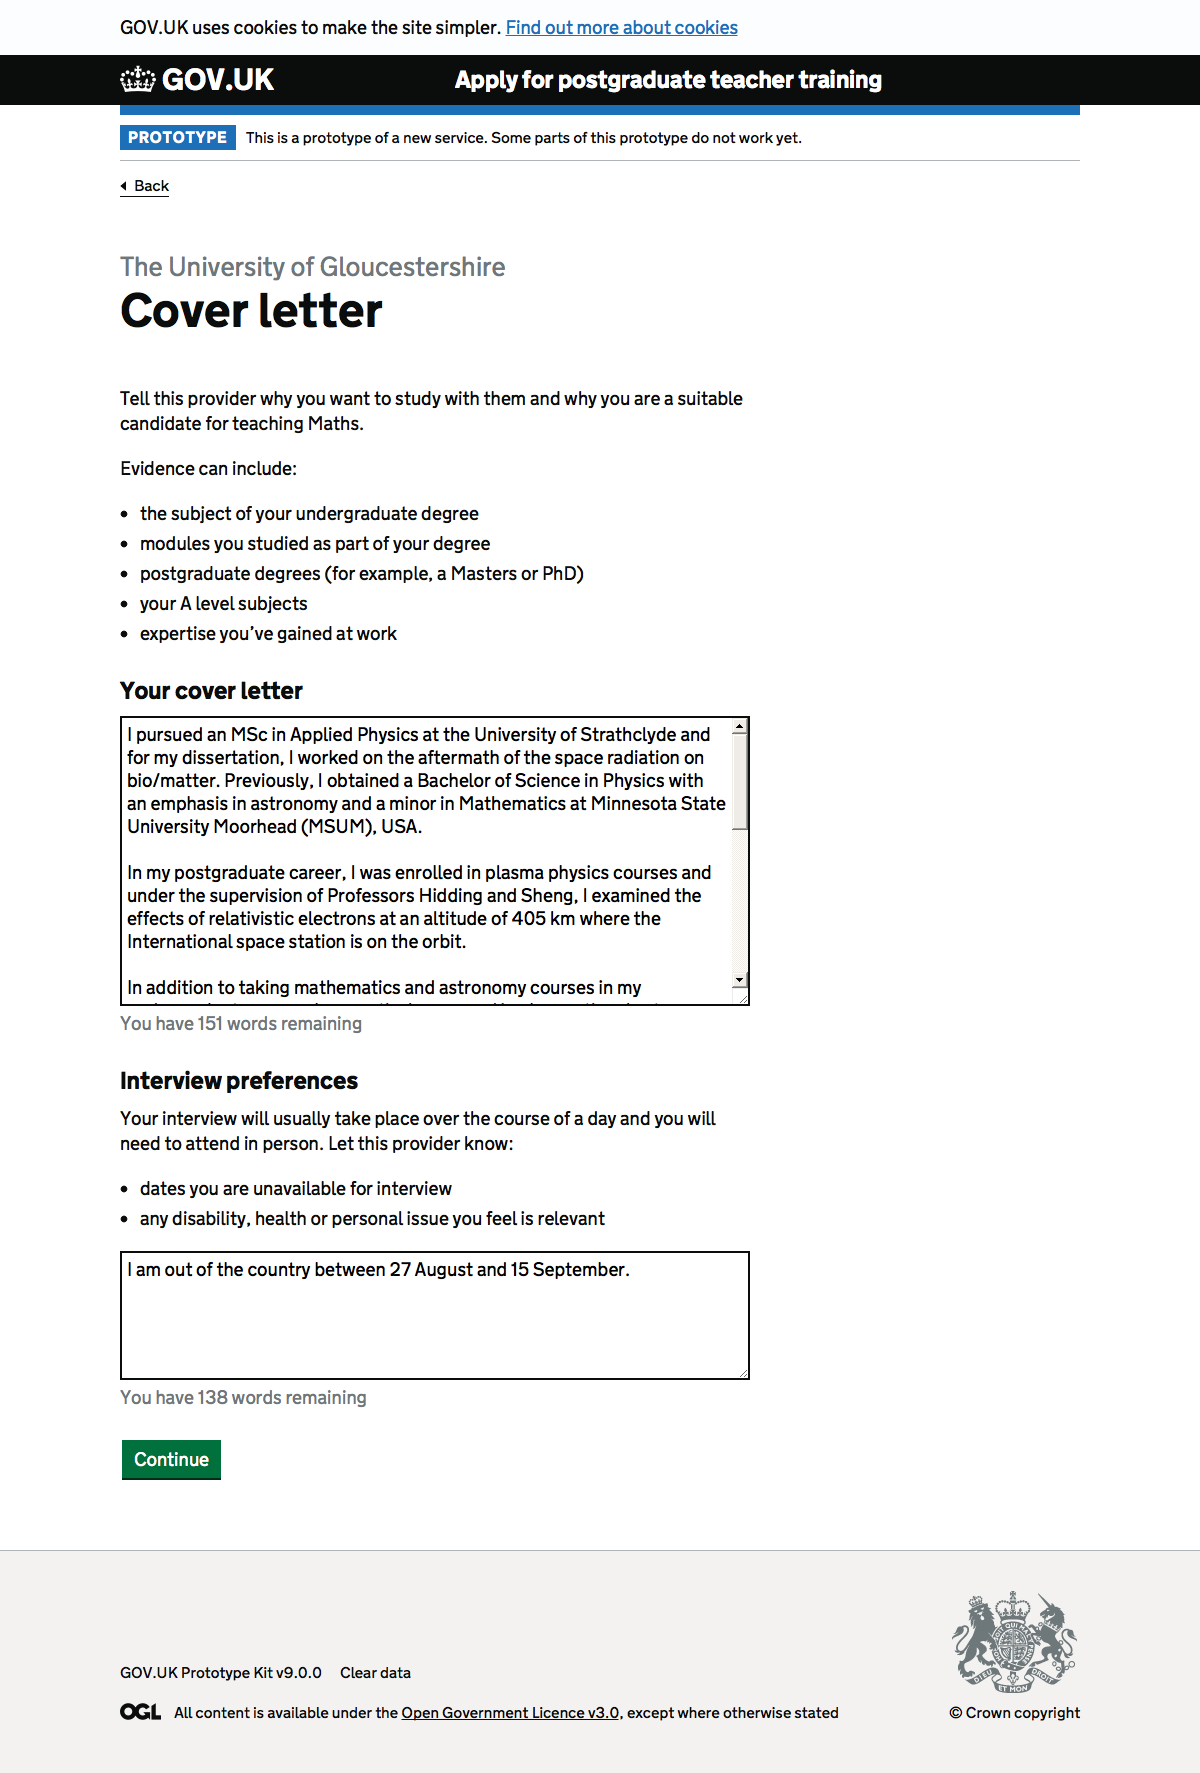 GOV.UK uses cookies to make the site simpler. Find out more about cookies
GOV.UK
Apply for postgraduate teacher training
PROTOTYPE This is a prototype of a new service. Some parts of this prototype do not work yet.
Back
The University of Gloucestershire
Cover letter
Tell this provider why you want to study with them and why you are a suitable
candidate for teaching Maths.
Evidence can include:
• the subject of your undergraduate degree
• modules you studied as part of your degree
• postgraduate degrees (for example, a Masters or PhD)
• your A level subjects
• expertise you’ve gained at work
Your cover letter
I pursued an MSc in Applied Physics at the University of Strathclyde and
for my dissertation, I worked on the aftermath of the space radiation on
bio/matter. Previously, I obtained a Bachelor of Science in Physics with
an emphasis in astronomy and a minor in Mathematics at Minnesota State
University Moorhead (MSUM), USA.
In my postgraduate career, I was enrolled in plasma physics courses and
under the supervision of Professors Hidding and Sheng, I examined the
effects of relativistic electrons at an altitude of 405 km where the
International space station is on the orbit.
In addition to taking mathematics and astronomy courses in my
You have 151 words remaining
Interview preferences
Your interview will usually take place over the course of a day and you will
need to attend in person. Let this provider know:
• dates you are unavailable for interview
• any disability, health or personal issue you feel is relevant
I am out of the country between 27 August and 15 September.
You have 138 words remaining
Continue
GOV.UK Prototype Kit v9.0.0 Clear data
OGL All content is available under the Open Government Licence v3.0, except where otherwise stated
DIEU ET MON DROIT
© Crown copyright